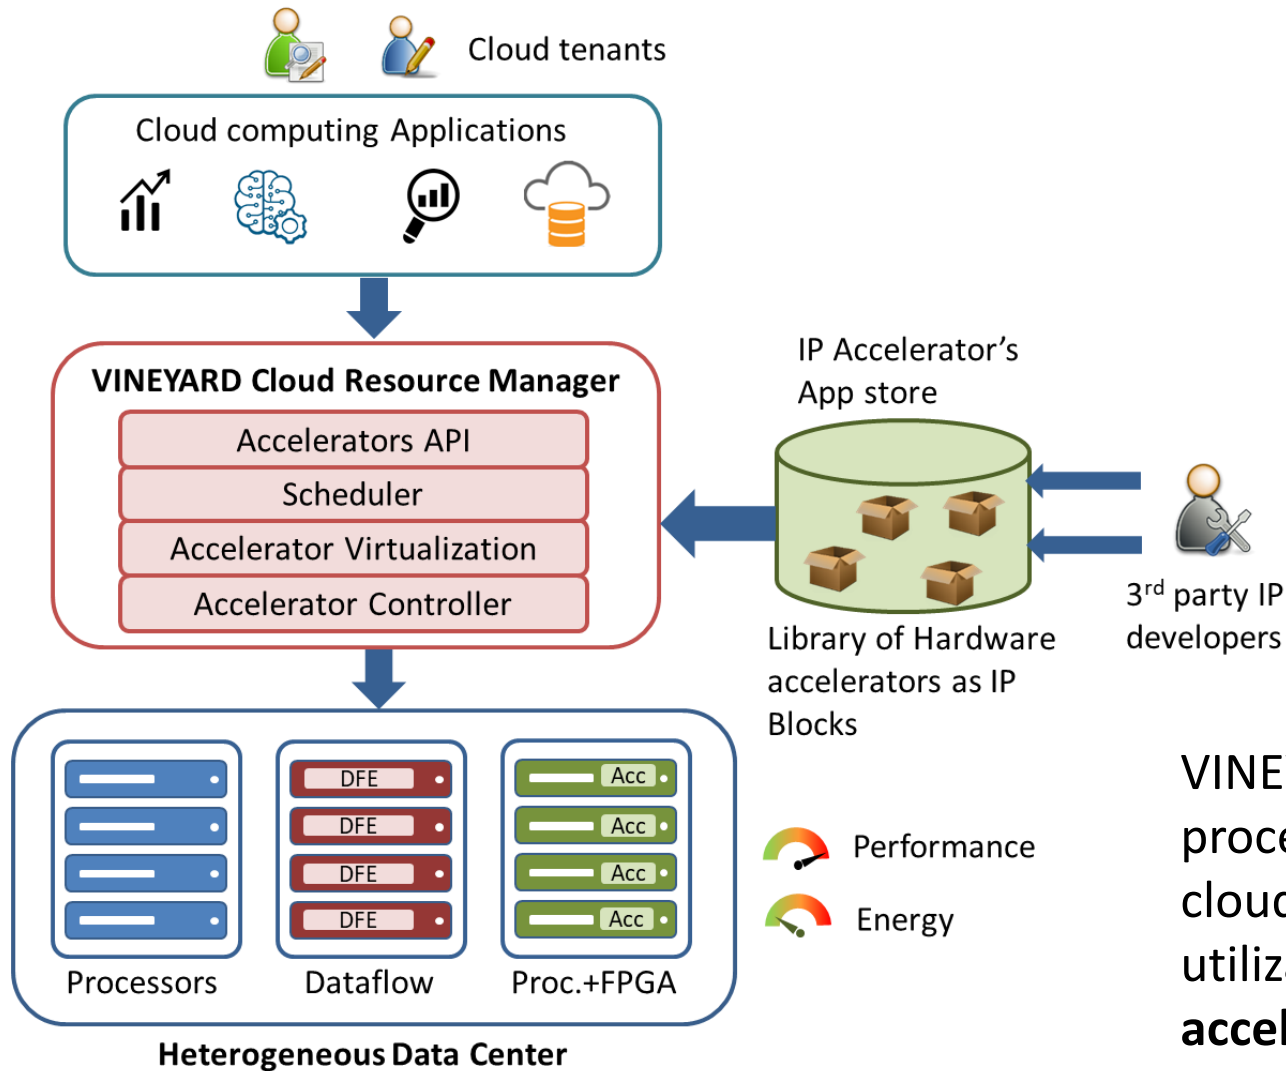 Cloud tenants
Cloud computing Applications
VINEYARD Cloud Resource Manager
Accelerators API
Scheduler
Accelerator Virtualization
Accelerator Controller
IP Accelerator’s
App store
Library of Hardware
accelerators as IP
Blocks
3rd party IP
developers
DFE
DFE
DFE
DFE
Acc
Acc
Acc
Acc
Processors
Dataflow
Proc.+FPGA
Heterogeneous Data Center
Performance
Energy